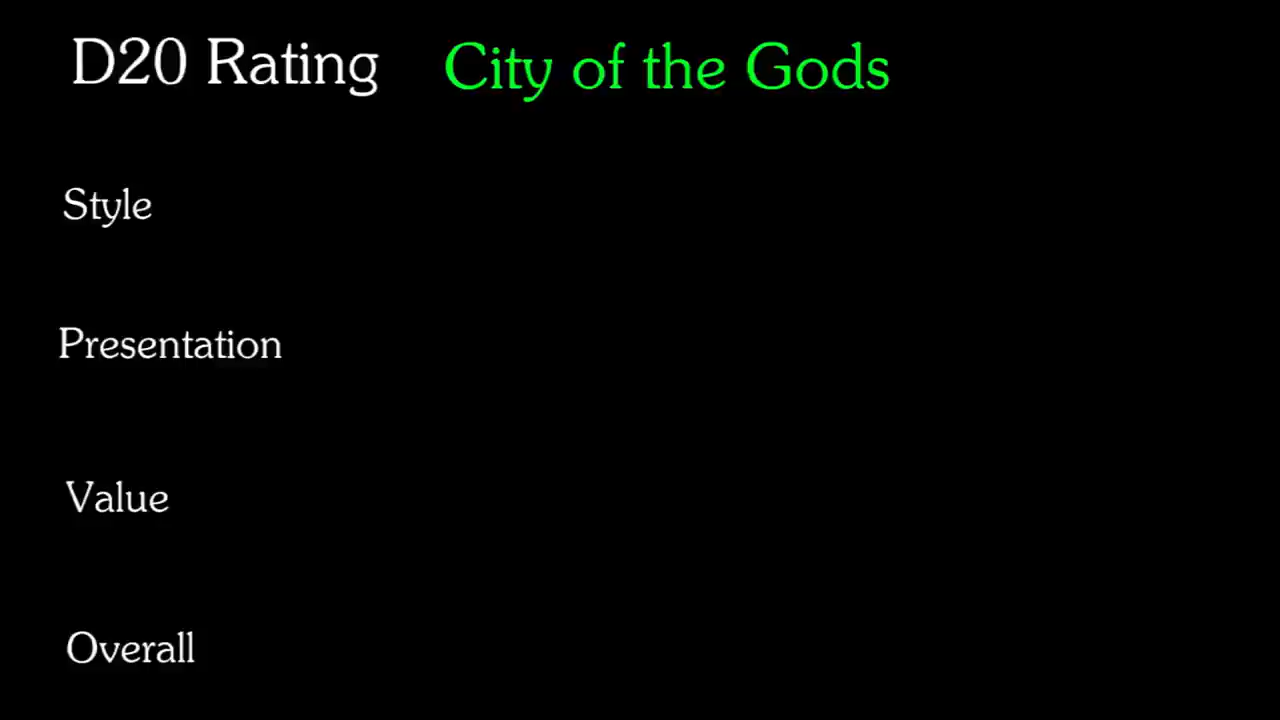 D20 Rating City of the Gods
Style
Presentation
Value
Overall